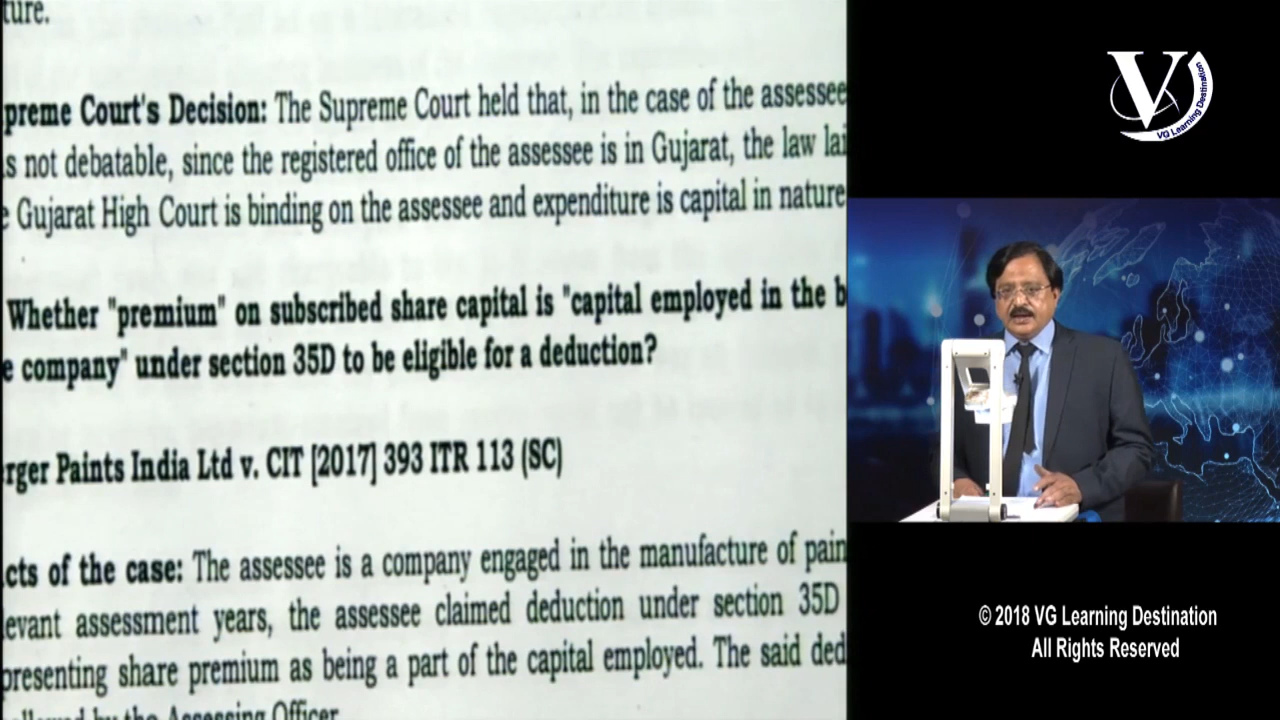 ture.
preme Court's Decision: The Supreme Court held that, in the case of the assessee
s not debatable, since the registered office of the assessee is in Gujarat, the law lai
e Gujarat High Court is binding on the assessee and expenditure is capital in nature
Whether "premium" on subscribed share capital is "capital employed in the b
e company" under section 35D to be eligible for a deduction?
rger Paints India Ltd v. CIT [2017] 393 ITR 113 (SC)
cts of the case: The assessee is a company engaged in the manufacture of pain
levant assessment years, the assessee claimed deduction under section 35D
presenting share premium as being a part of the capital employed. The said ded
allowed by the Assessing Officer
V
VG Learning Destination
© 2018 VG Learning Destination
All Rights Reserved